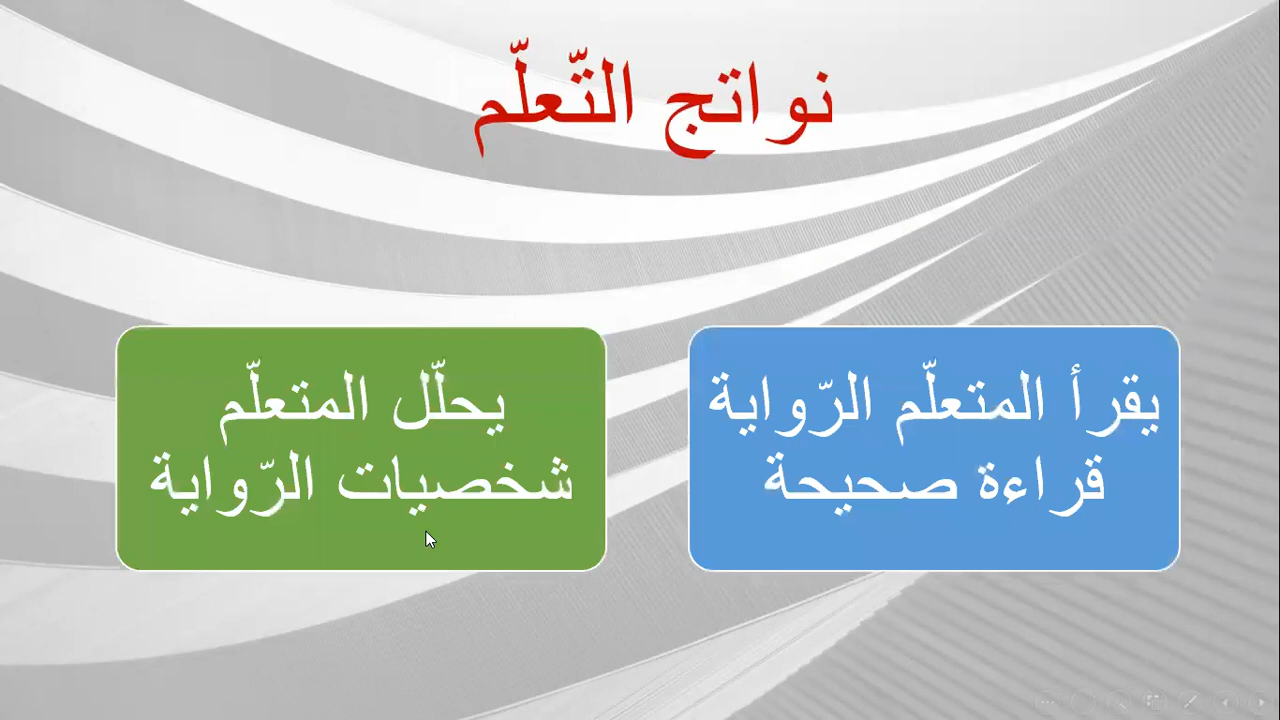 نواتج التّعلّم
يقرأ المتعلّم الرّواية
قراءة صحيحة
يحلّل المتعلّم
شخصيات الرّواية